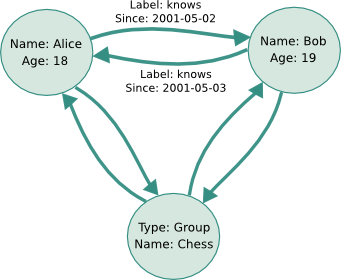 Label: knows
Since: 2001-05-02
Name: Alice
Age: 18
Name: Bob
Age: 19
Label: knows
Since: 2001-05-03
Type: Group
Name: Chess